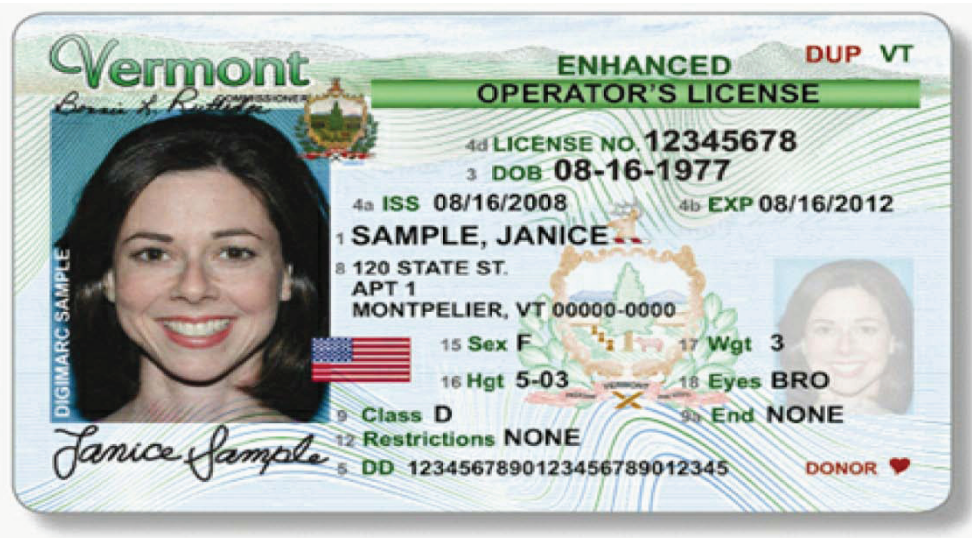 Vermont
COMMISSIONER
ENHANCED
DUP VT
OPERATOR'S LICENSE
4d LICENSE NO. 12345678
3 DOB 08-16-1977
4a ISS 08/16/2008 4b EXP 08/16/2012
1 SAMPLE, JANICE
8 120 STATE ST.
APT 1
MONTPELIER, VT 00000-0000
15 Sex F 17 Wgt 3
16 Hgt 5-03 18 Eyes BRO
9 Class D 9a End NONE
12 Restrictions NONE
5 DD 1234567890123456789012345
DONOR
DIGIMARC SAMPLE
Janice Sample
VERMONT